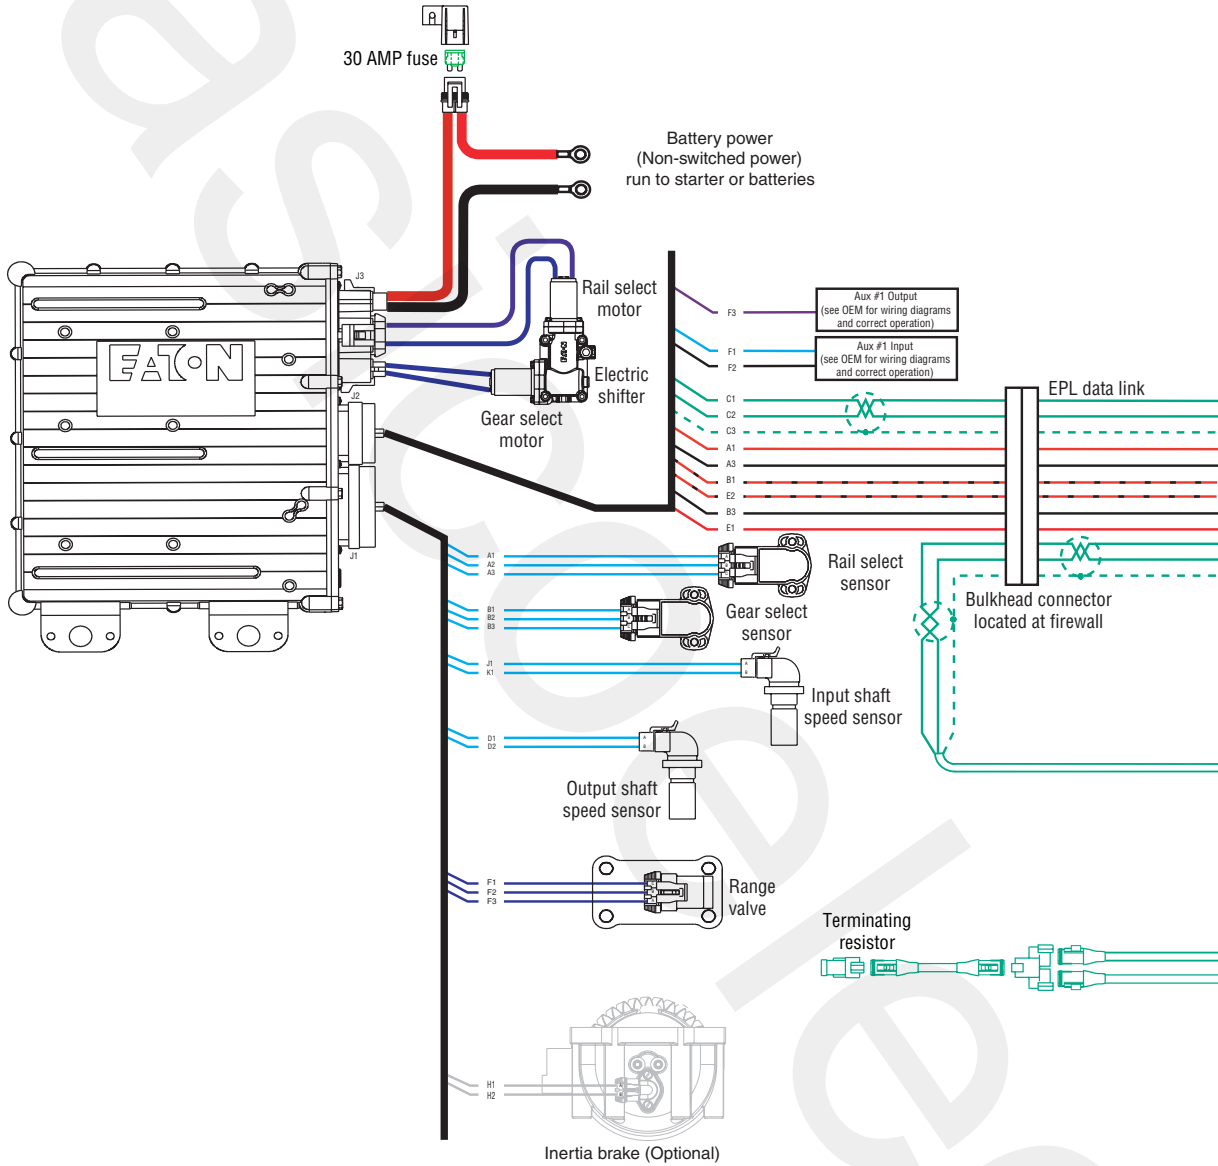 30 AMP fuse
Battery power
(Non-switched power)
run to starter or batteries
J3
EATON
J2
J1
Rail select
motor
Electric
shifter
Gear select
motor
F3
Aux #1 Output
(see OEM for wiring diagrams
and correct operation)
F1
F2
Aux #1 Input
(see OEM for wiring diagrams
and correct operation)
C1
C2
C3
A1
A3
B1
E2
B3
E1
EPL data link
Bulkhead connector
located at firewall
A1
A2
A3
Rail select
sensor
B1
B2
B3
Gear select
sensor
J1
K1
Input shaft
speed sensor
D1
D2
Output shaft
speed sensor
F1
F2
F3
Range
valve
Terminating
resistor
H1
H2
Inertia brake (Optional)